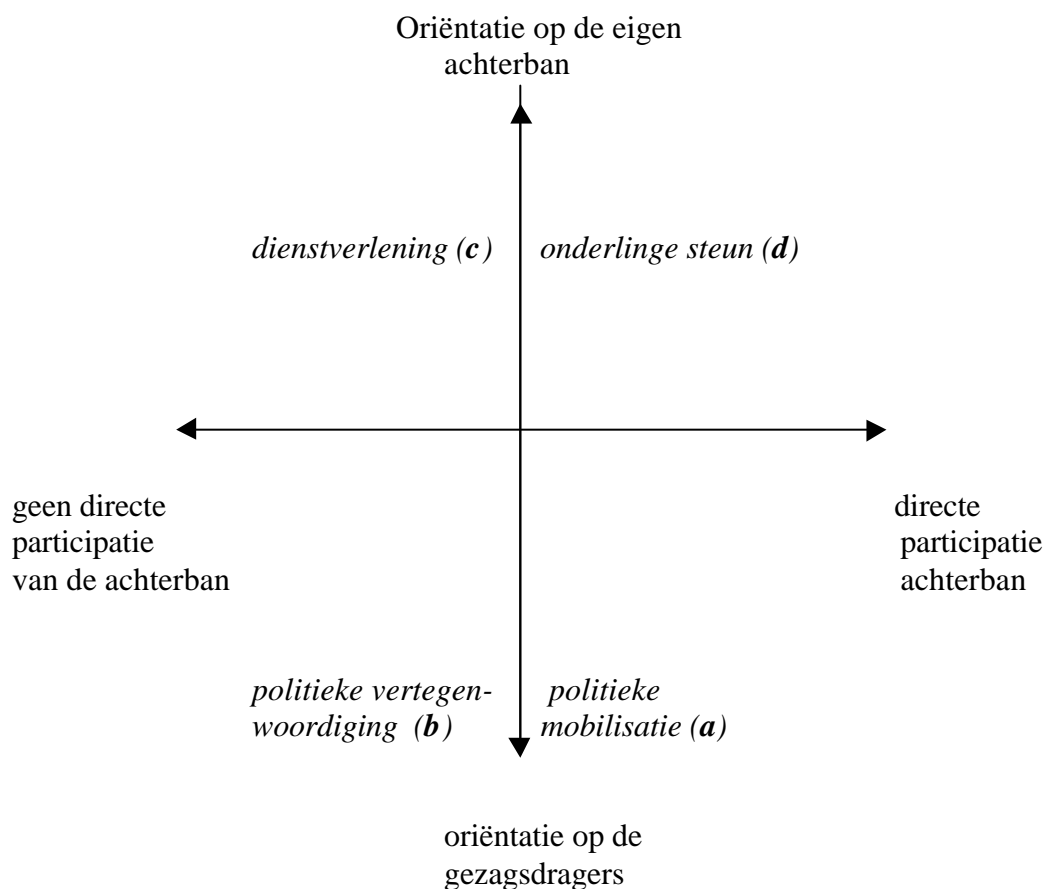 Oriëntatie op de eigen
achterban
dienstverlening (c)
onderlinge steun (d)
geen directe
participatie
van de achterban
directe
participatie
achterban
politieke vertegen-
woordiging (b)
politieke
mobilisatie (a)
oriëntatie op de
gezagsdragers